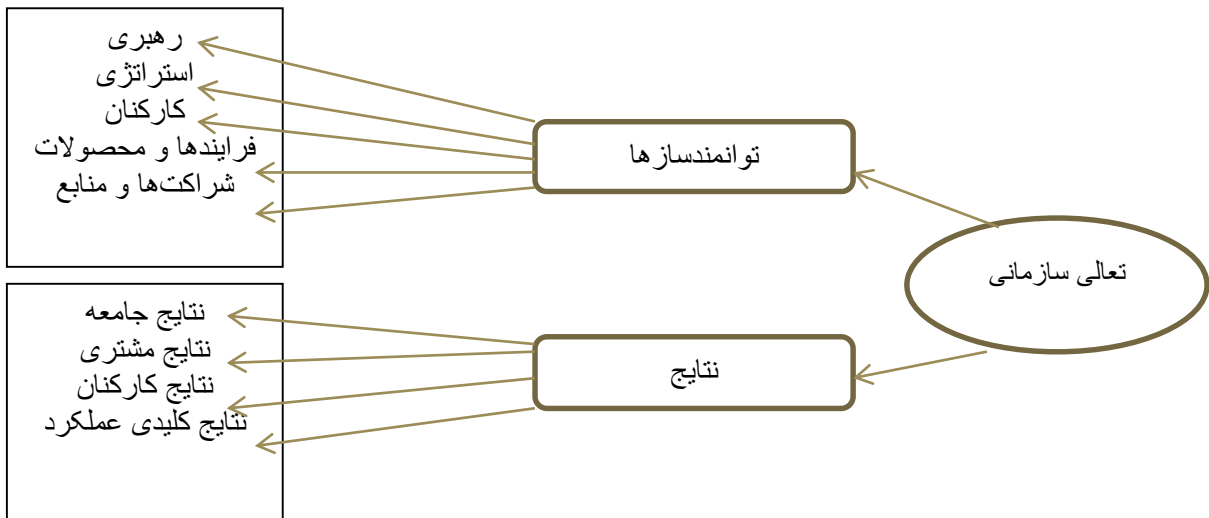 تعالی سازمانی
توانمندسازها
رهبری
استراتژی
کارکنان
فرایندها و محصولات
شراکت‌ها و منابع
نتایج
نتایج جامعه
نتایج مشتری
نتایج کارکنان
نتایج کلیدی عملکرد